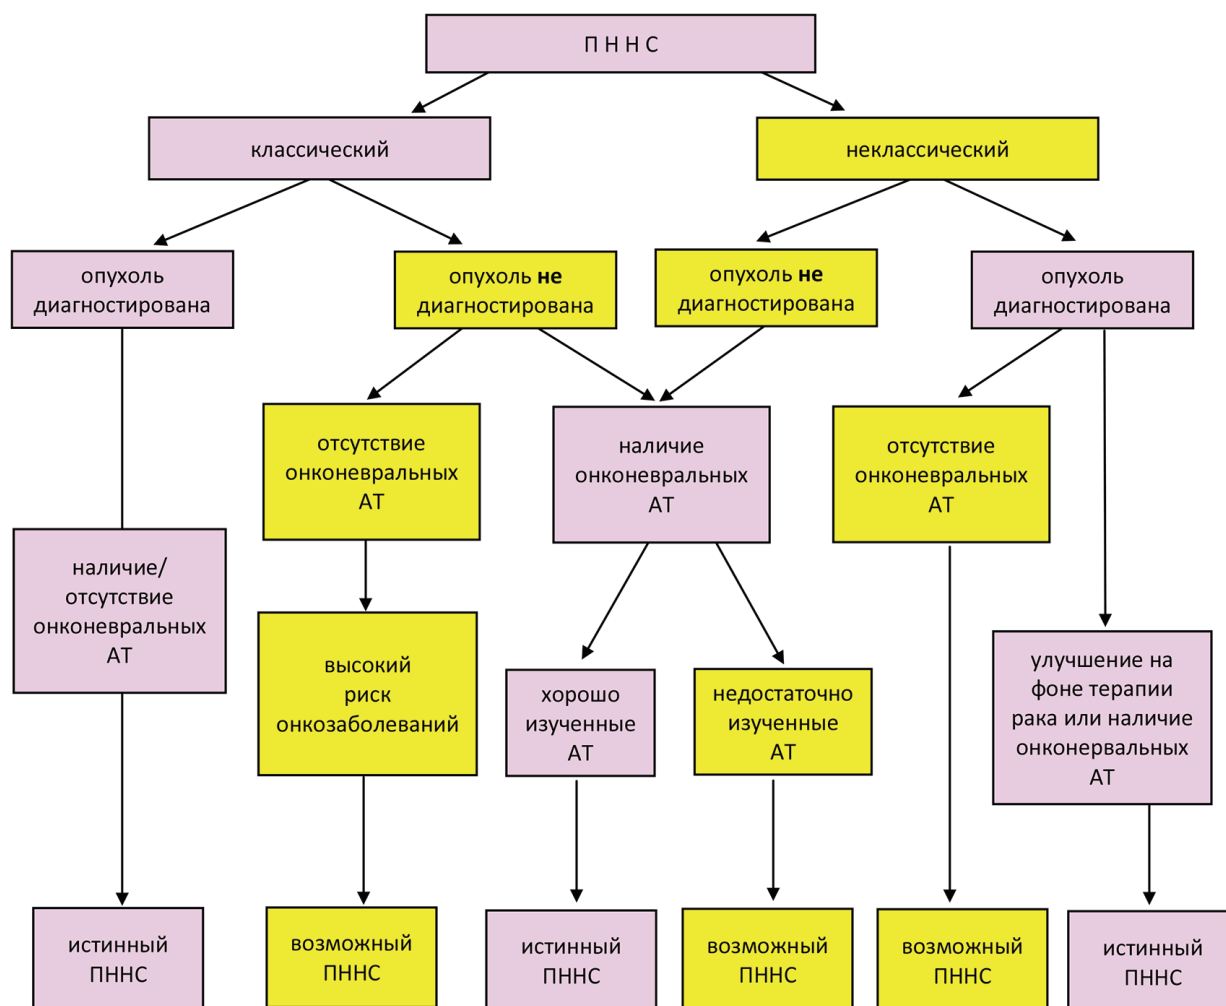 П Н Н С
классический
неклассический
опухоль
диагностирована
опухоль не
диагностирована
опухоль не
диагностирована
опухоль
диагностирована
отсутствие
онконевральных
АТ
наличие
онконевральных
АТ
отсутствие
онконевральных
АТ
наличие/
отсутствие
онконевральных
АТ
высокий
риск
онкозаболеваний
хорошо
изученные
АТ
недостаточно
изученные
АТ
улучшение на
фоне терапии
рака или наличие
онконервальных
АТ
истинный
ПННС
возможный
ПННС
истинный
ПННС
возможный
ПННС
возможный
ПННС
истинный
ПННС